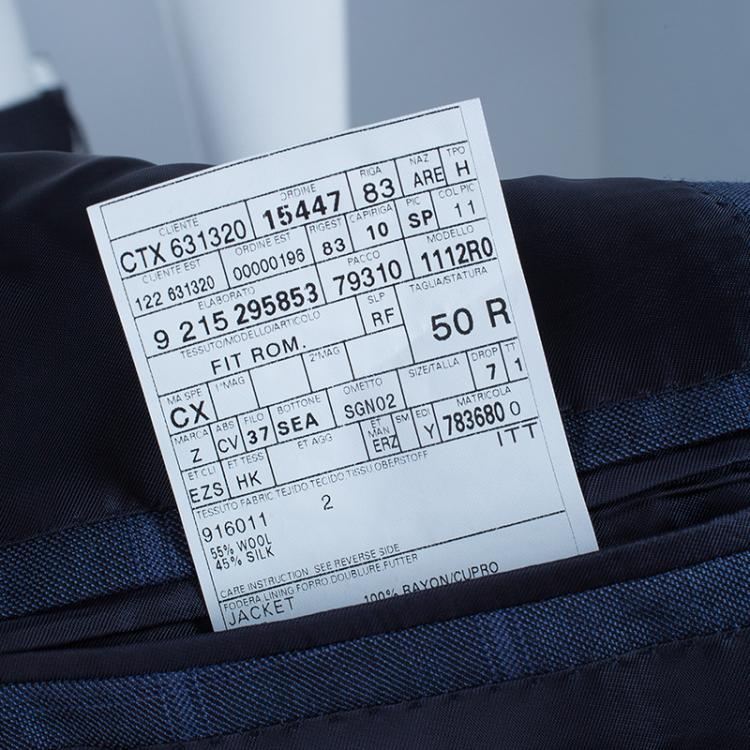 CLIENTE ORDINE RIGA NAZ TPO
CTX 631320 15447 83 ARE H
CLIENTE EST ORDINE EST RIGEST CAPIRIGA PIC COL PIC
122 631320 00000196 83 10 SP 11
ELABORATO PACCO MODELLO
9 215 295853 79310 1112R0
TESSUTO/MODELLO/ARTICOLO SLP TAGLIA/STATURA
FIT ROM. RF 50 R
MA SPE 1°MAG 2°MAG OMETTO SIZE/TALLA DROP TT
CX SGN02 7 1
MARCA ABS FILO BOTTONE ET MAN SM EDI MATRICOLA
Z CV 37 SEA ERZ Y 783680 0
ET CLI ET TESS ET AGG ITT
EZS HK
TESSUTO FABRIC TEJIDO TECIDO TISSU OBERSTOFF
916011 2
55% WOOL
45% SILK
CARE INSTRUCTION SEE REVERSE SIDE
FODERA LINING FORRO DOUBLURE FUTTER
JACKET 100% RAYON/CUPRO